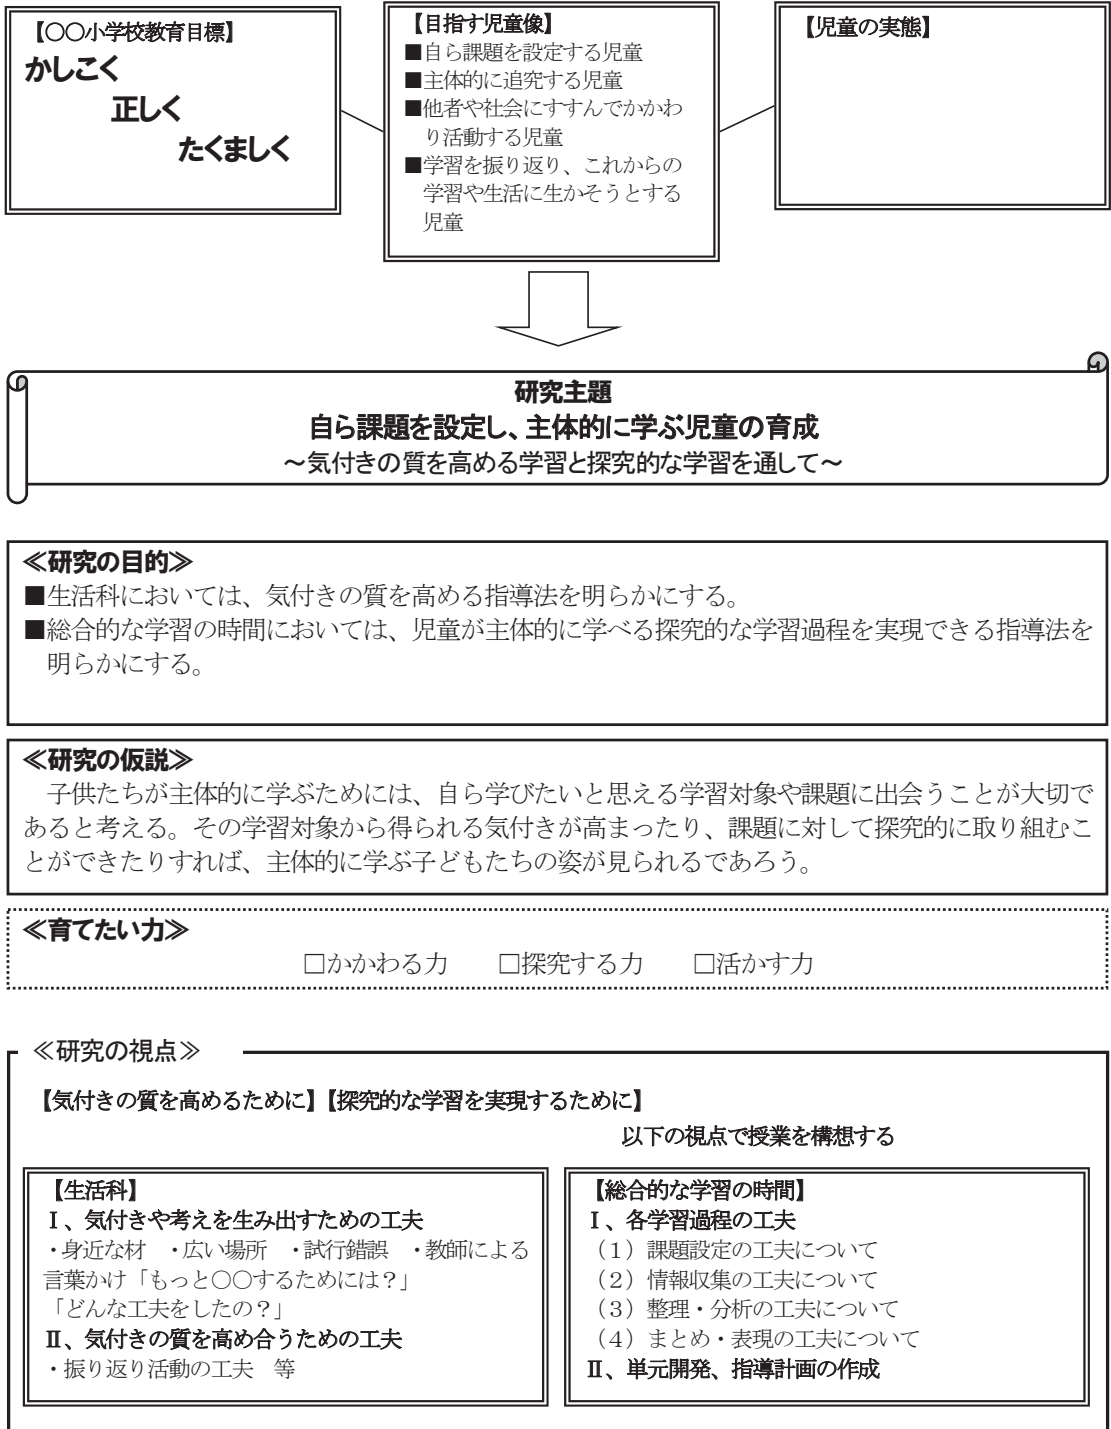 【〇〇小学校教育目標】
かしこく
正しく
たくましく
【目指す児童像】
■自ら課題を設定する児童
■主体的に追究する児童
■他者や社会にすすんでかかわ
り活動する児童
■学習を振り返り、これからの
学習や生活に生かそうとする
児童
【児童の実態】
研究主題
自ら課題を設定し、主体的に学ぶ児童の育成
～気付きの質を高める学習と探究的な学習を通して～
≪研究の目的≫
■生活科においては、気付きの質を高める指導法を明らかにする。
■総合的な学習の時間においては、児童が主体的に学べる探究的な学習過程を実現できる指導法を
明らかにする。
≪研究の仮説≫
子供たちが主体的に学ぶためには、自ら学びたいと思える学習対象や課題に出会うことが大切で
あると考える。その学習対象から得られる気付きが高まったり、課題に対して探究的に取り組むこ
とができたりすれば、主体的に学ぶ子どもたちの姿が見られるであろう。
≪育てたい力≫
□かかわる力　□探究する力　□活かす力
≪研究の視点≫
【気付きの質を高めるために】【探究的な学習を実現するために】
以下の視点で授業を構想する
【生活科】
Ⅰ、気付きや考えを生み出すための工夫
・身近な材　・広い場所　・試行錯誤　・教師による
言葉かけ「もっと〇〇するためには？」
「どんな工夫をしたの？」
Ⅱ、気付きの質を高め合うための工夫
・振り返り活動の工夫　等
【総合的な学習の時間】
Ⅰ、各学習過程の工夫
（1）課題設定の工夫について
（2）情報収集の工夫について
（3）整理・分析の工夫について
（4）まとめ・表現の工夫について
Ⅱ、単元開発、指導計画の作成